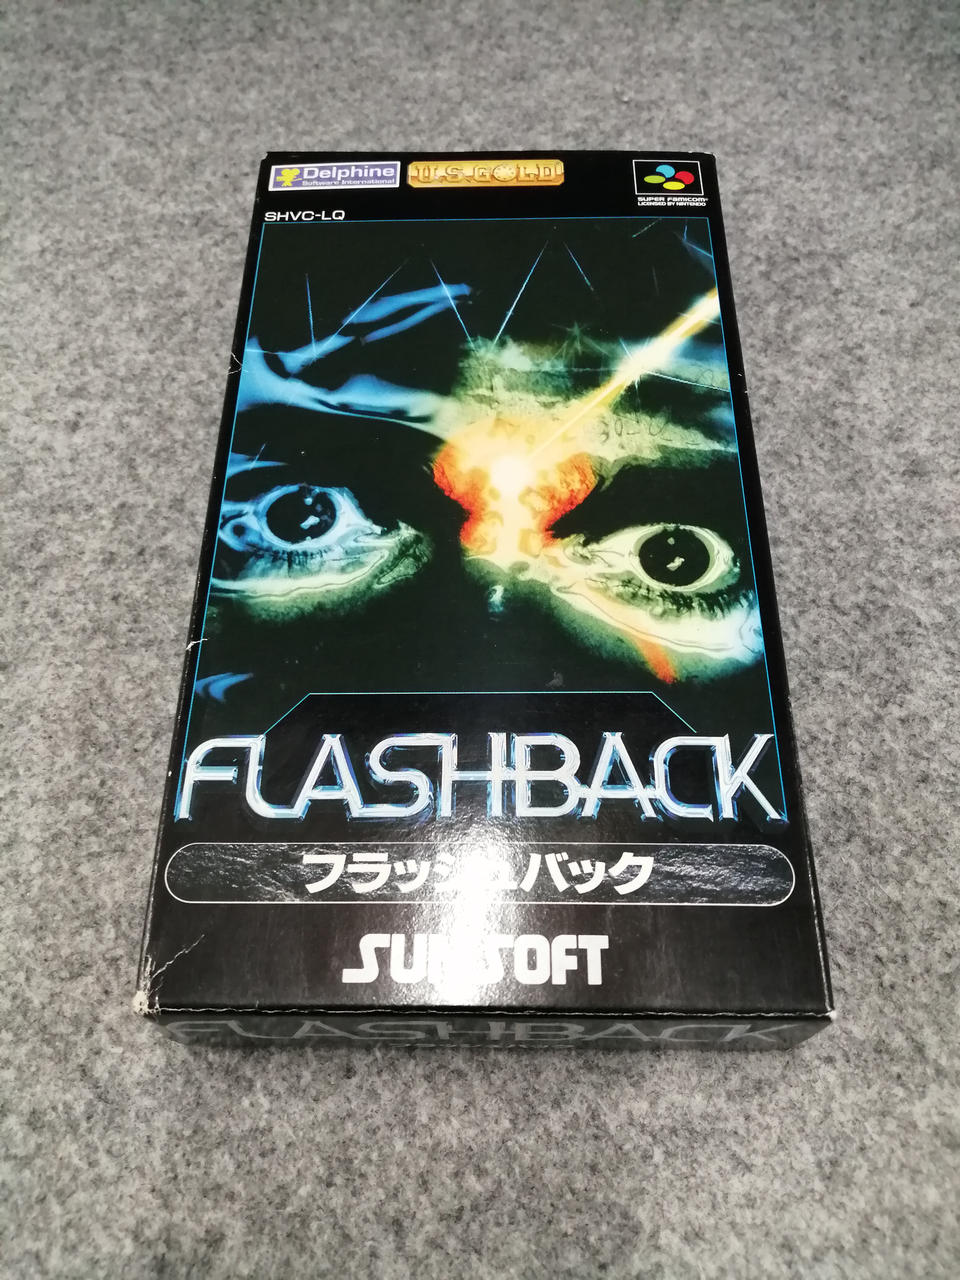 Delphine
Software International
U.S.GOLD
SUPER FAMICOM®
LICENSED BY NINTENDO
SHVC-LQ
FLASHBACK
フラッシュバック
SUNSOFT
FLASHBACK